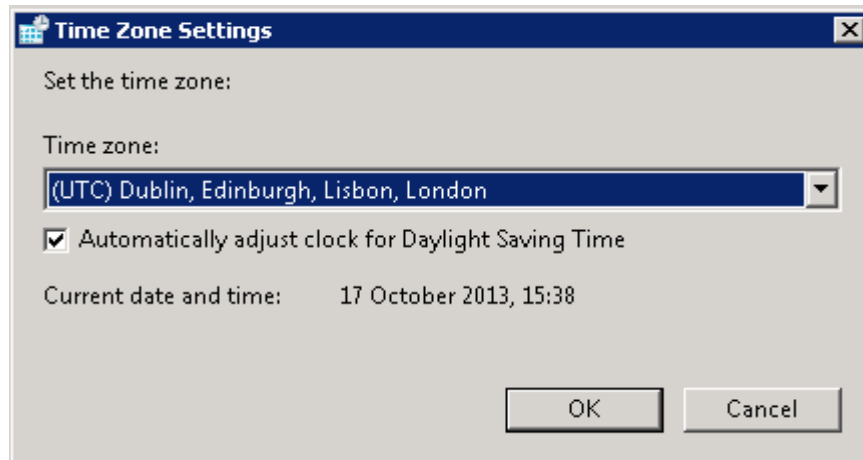 Time Zone Settings
Set the time zone:
Time zone:
(UTC) Dublin, Edinburgh, Lisbon, London
Automatically adjust clock for Daylight Saving Time
Current date and time: 17 October 2013, 15:38
OK Cancel